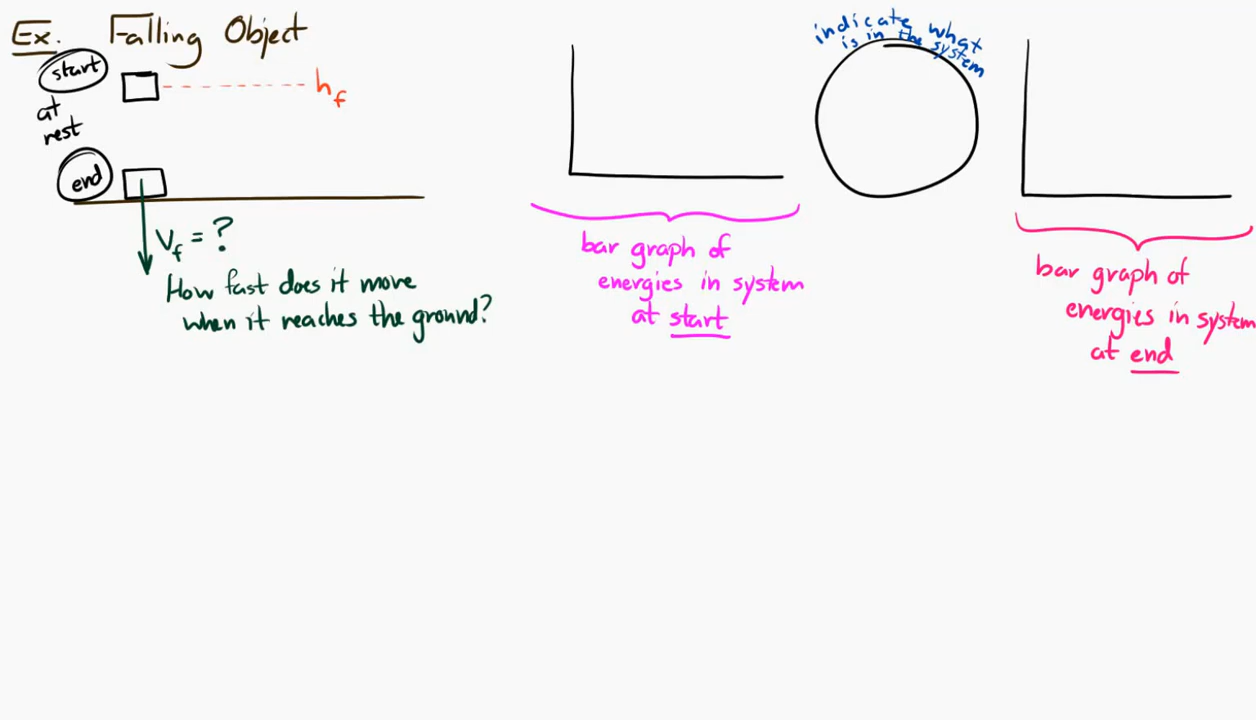 Ex. Falling Object
start
at
rest
h_f
end
V_f = ?
How fast does it move
when it reaches the ground?
bar graph of
energies in system
at start
indicate what
is in the system
bar graph of
energies in system
at end